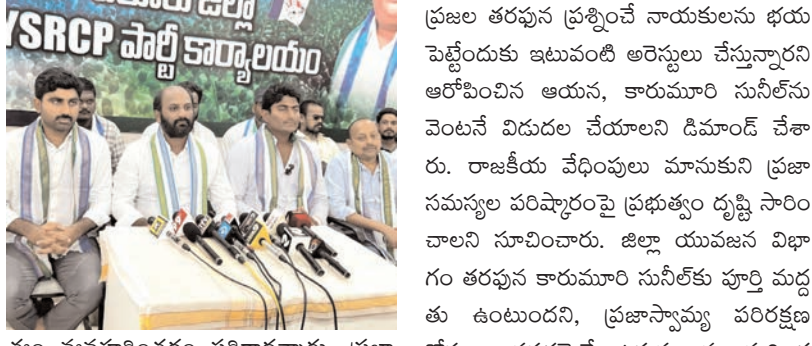 జిల్లా
YSRCP పార్టీ కార్యాలయం
ప్రజల తరఫున ప్రశ్నించే నాయకులను భయ
పెట్టేందుకు ఇటువంటి అరెస్టులు చేస్తున్నారని
ఆరోపించిన ఆయన, కారుమూరి సునీల్‌ను
వెంటనే విడుదల చేయాలని డిమాండ్ చేశా
రు. రాజకీయ వేధింపులు మానుకుని ప్రజా
సమస్యల పరిష్కారంపై ప్రభుత్వం దృష్టి సారిం
చాలని సూచించారు. జిల్లా యువజన విభా
గం తరఫున కారుమూరి సునీల్‌కు పూర్తి మద్ద
తు ఉంటుందని, ప్రజాస్వామ్య పరిరక్షణ